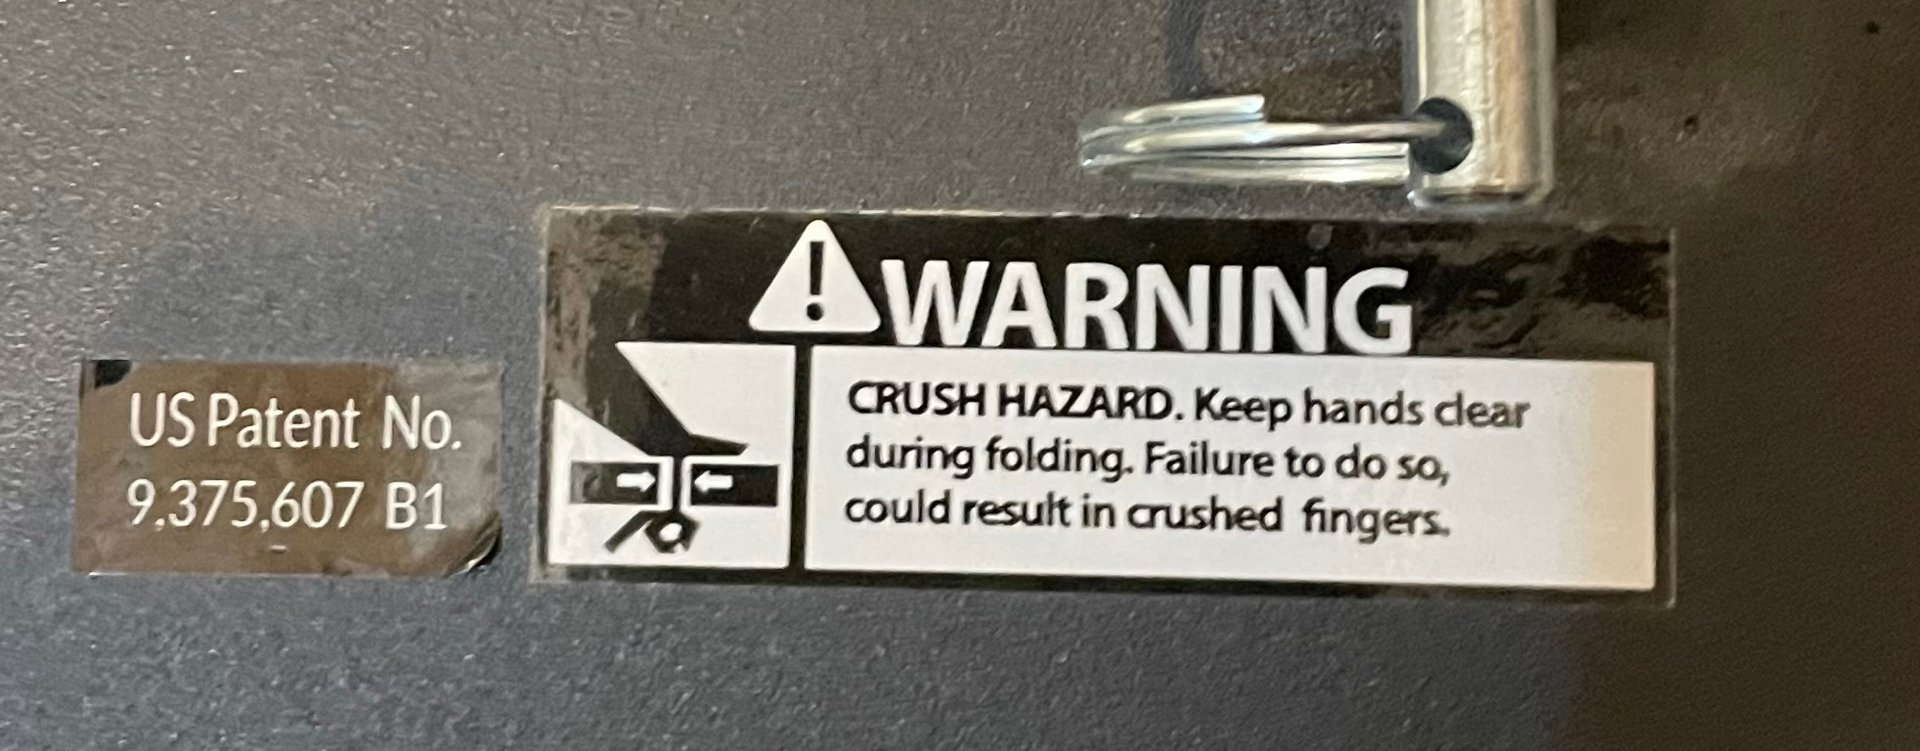 US Patent No.
9,375,607 B1
WARNING
CRUSH HAZARD. Keep hands clear
during folding. Failure to do so,
could result in crushed fingers.